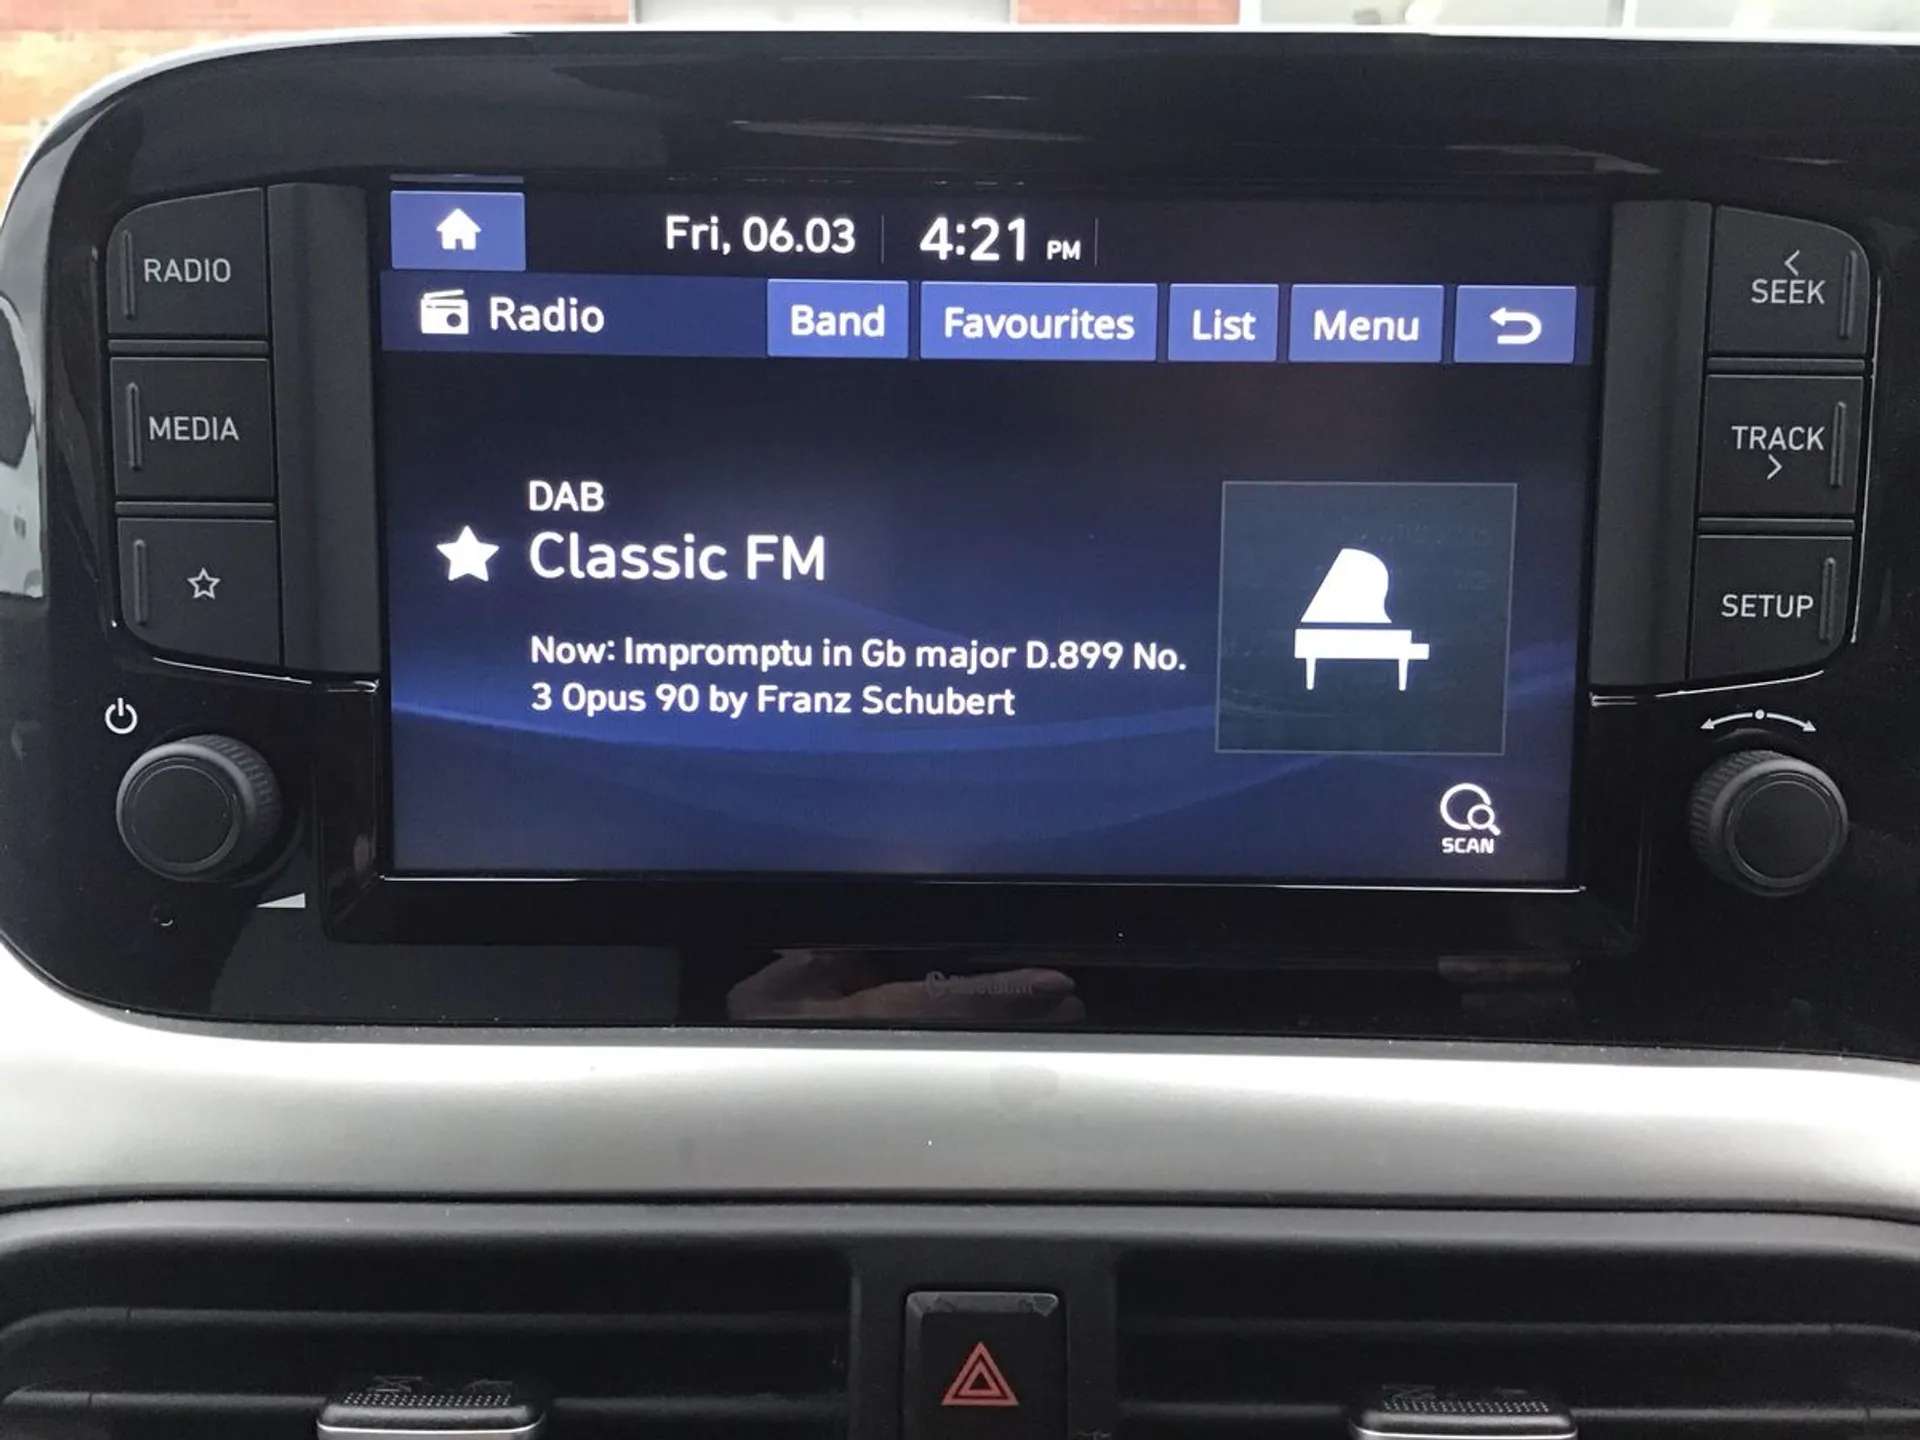 Fri, 06.03 4:21 PM
Radio Band Favourites List Menu
RADIO
MEDIA
DAB
Classic FM
Now: Impromptu in Gb major D.899 No.
3 Opus 90 by Franz Schubert
SCAN
SEEK
TRACK
SETUP